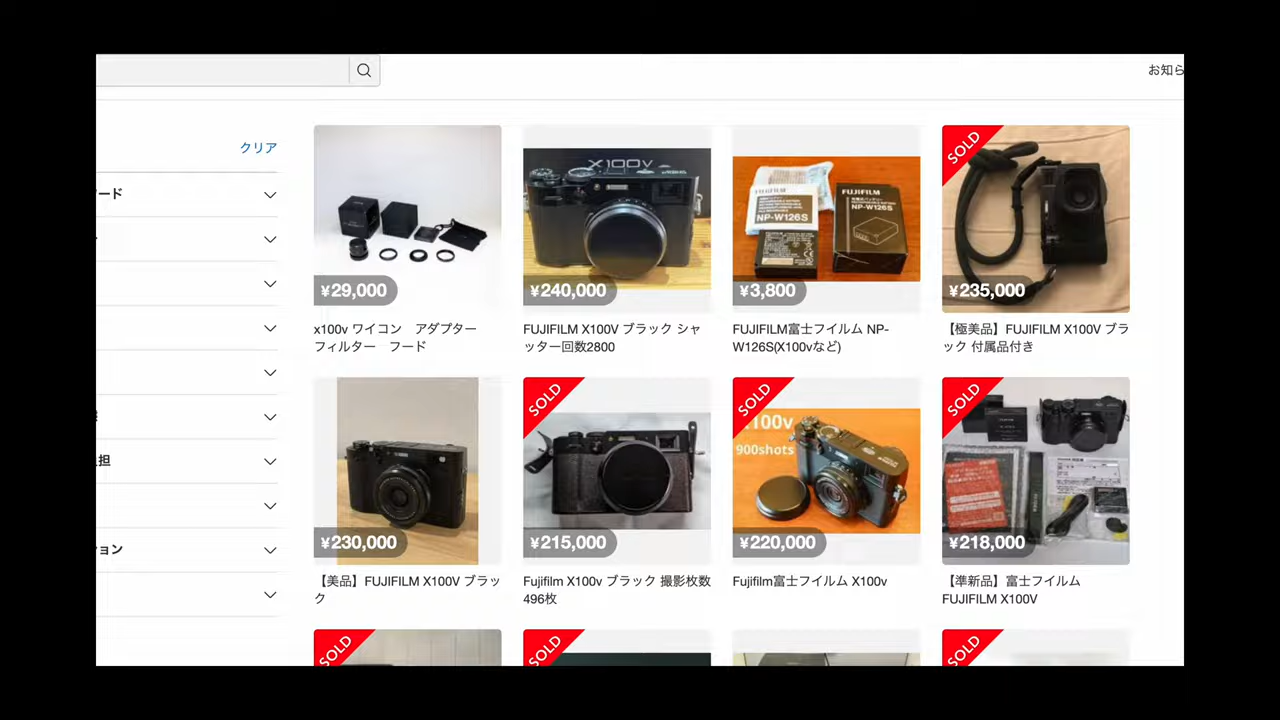 お知ら
クリア
ード
担
ション
X100V
¥29,000
x100v ワイコン　アダプター
フィルター　フード
¥240,000
FUJIFILM X100V ブラック シャ
ッター回数2800
FUJIFILM
NP-W126S
FUJIFILM
NP-W126S
¥3,800
FUJIFILM富士フイルム NP-
W126S(X100vなど)
SOLD
¥235,000
【極美品】FUJIFILM X100V ブラ
ック 付属品付き
¥230,000
【美品】FUJIFILM X100V ブラッ
ク
SOLD
¥215,000
Fujifilm X100v ブラック 撮影枚数
496枚
SOLD
100v
900shots
¥220,000
Fujifilm富士フイルム X100v
SOLD
¥218,000
【準新品】富士フイルム
FUJIFILM X100V
SOLD
SOLD
SOLD